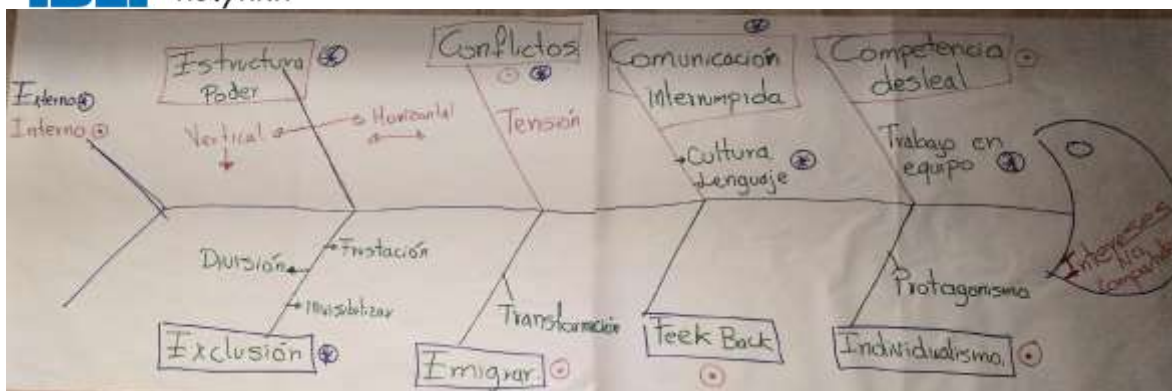 Estructura
Poder
Conflictos
Comunicación
interrumpida
Competencia
desleal
Externo
Interno
Vertical
Horizontal
Tensión
Cultura
Lenguaje
Trabajo en
equipo
Intereses
no
División
Frustación
Invisibilizar
Transformación
Protagonismo
Exclusión
Emigrar
Feek Back
Individualismo.